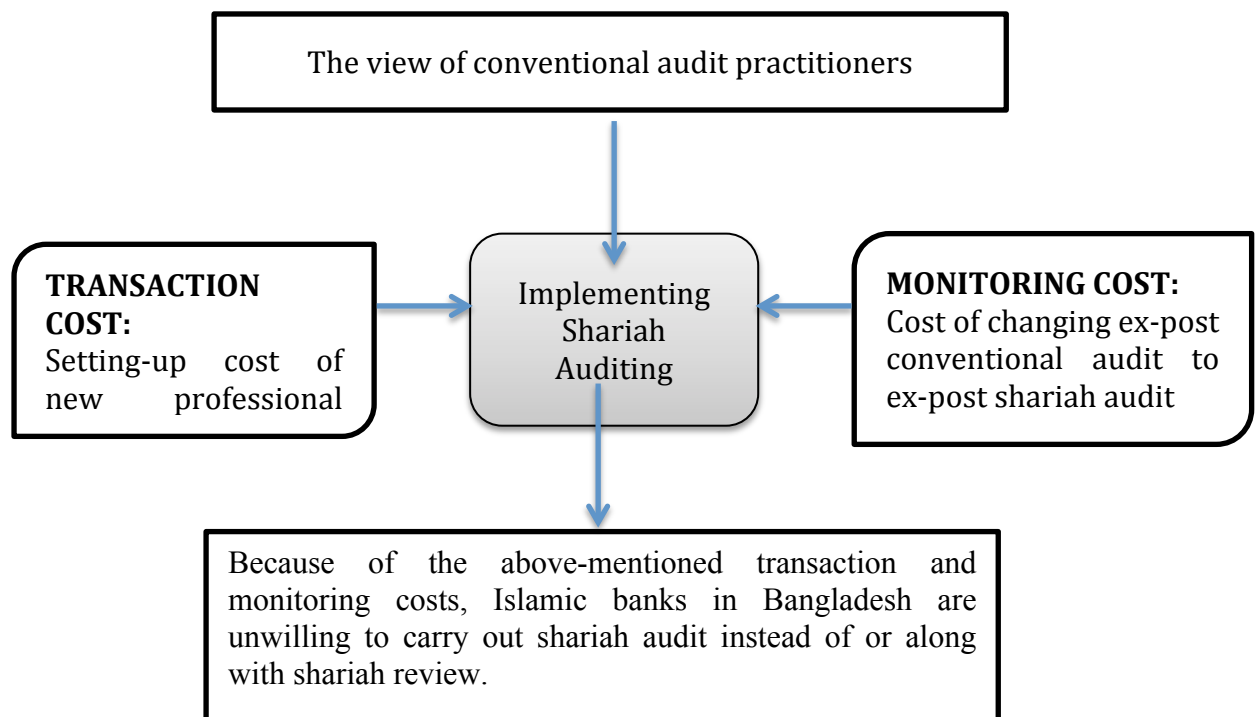 The view of conventional audit practitioners
TRANSACTION
COST:
Setting-up cost of
new professional
Implementing
Shariah
Auditing
MONITORING COST:
Cost of changing ex-post
conventional audit to
ex-post shariah audit
Because of the above-mentioned transaction and
monitoring costs, Islamic banks in Bangladesh are
unwilling to carry out shariah audit instead of or along
with shariah review.